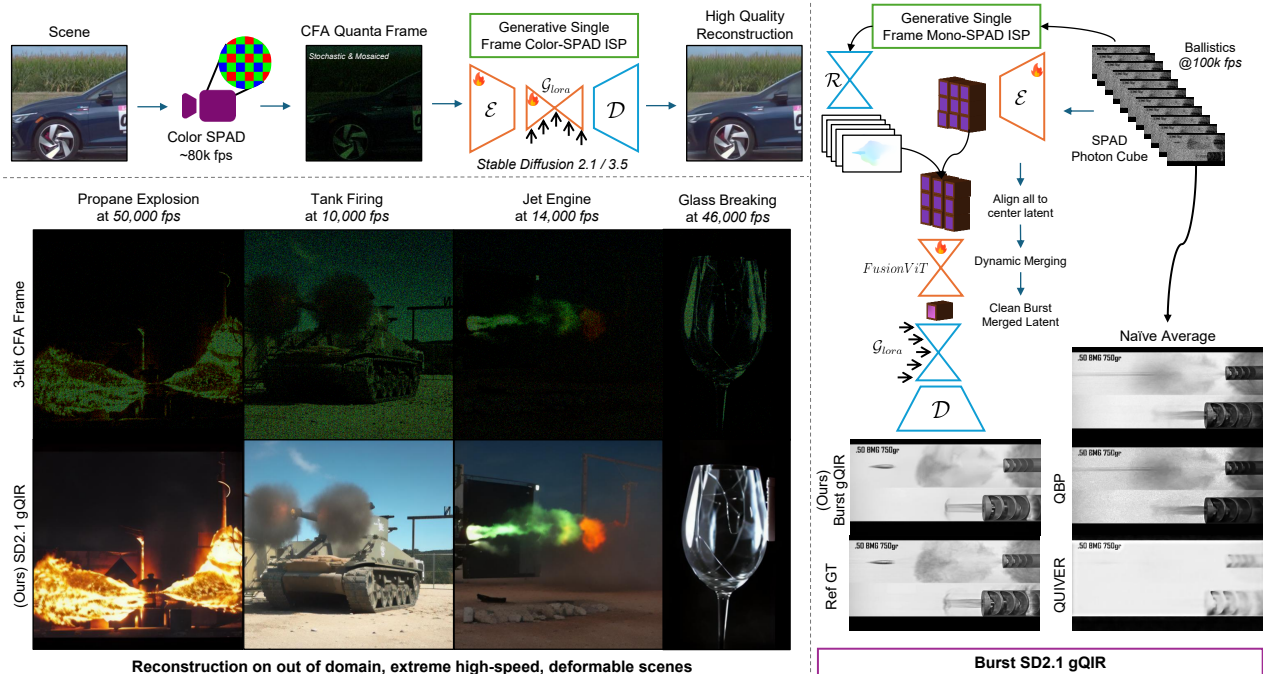 Scene
Color SPAD
~80k fps
CFA Quanta Frame
Stochastic & Mosaiced
Generative Single
Frame Color-SPAD ISP
ℰ
𝒢lora
𝒟
Stable Diffusion 2.1 / 3.5
High Quality
Reconstruction
Propane Explosion
at 50,000 fps
Tank Firing
at 10,000 fps
Jet Engine
at 14,000 fps
Glass Breaking
at 46,000 fps
3-bit CFA Frame
(Ours) SD2.1 gQIR
Reconstruction on out of domain, extreme high-speed, deformable scenes
Generative Single
Frame Mono-SPAD ISP
ℛ
ℰ
Ballistics
@100k fps
SPAD
Photon Cube
Align all to
center latent
FusionViT
Dynamic Merging
Clean Burst
Merged Latent
𝒢lora
𝒟
Naïve Average
.50 BMG 750gr
(Ours)
Burst gQIR
.50 BMG 750gr
QBP
.50 BMG 750gr
Ref GT
.50 BMG 750gr
QUIVER
.50 BMG 750gr
Burst SD2.1 gQIR